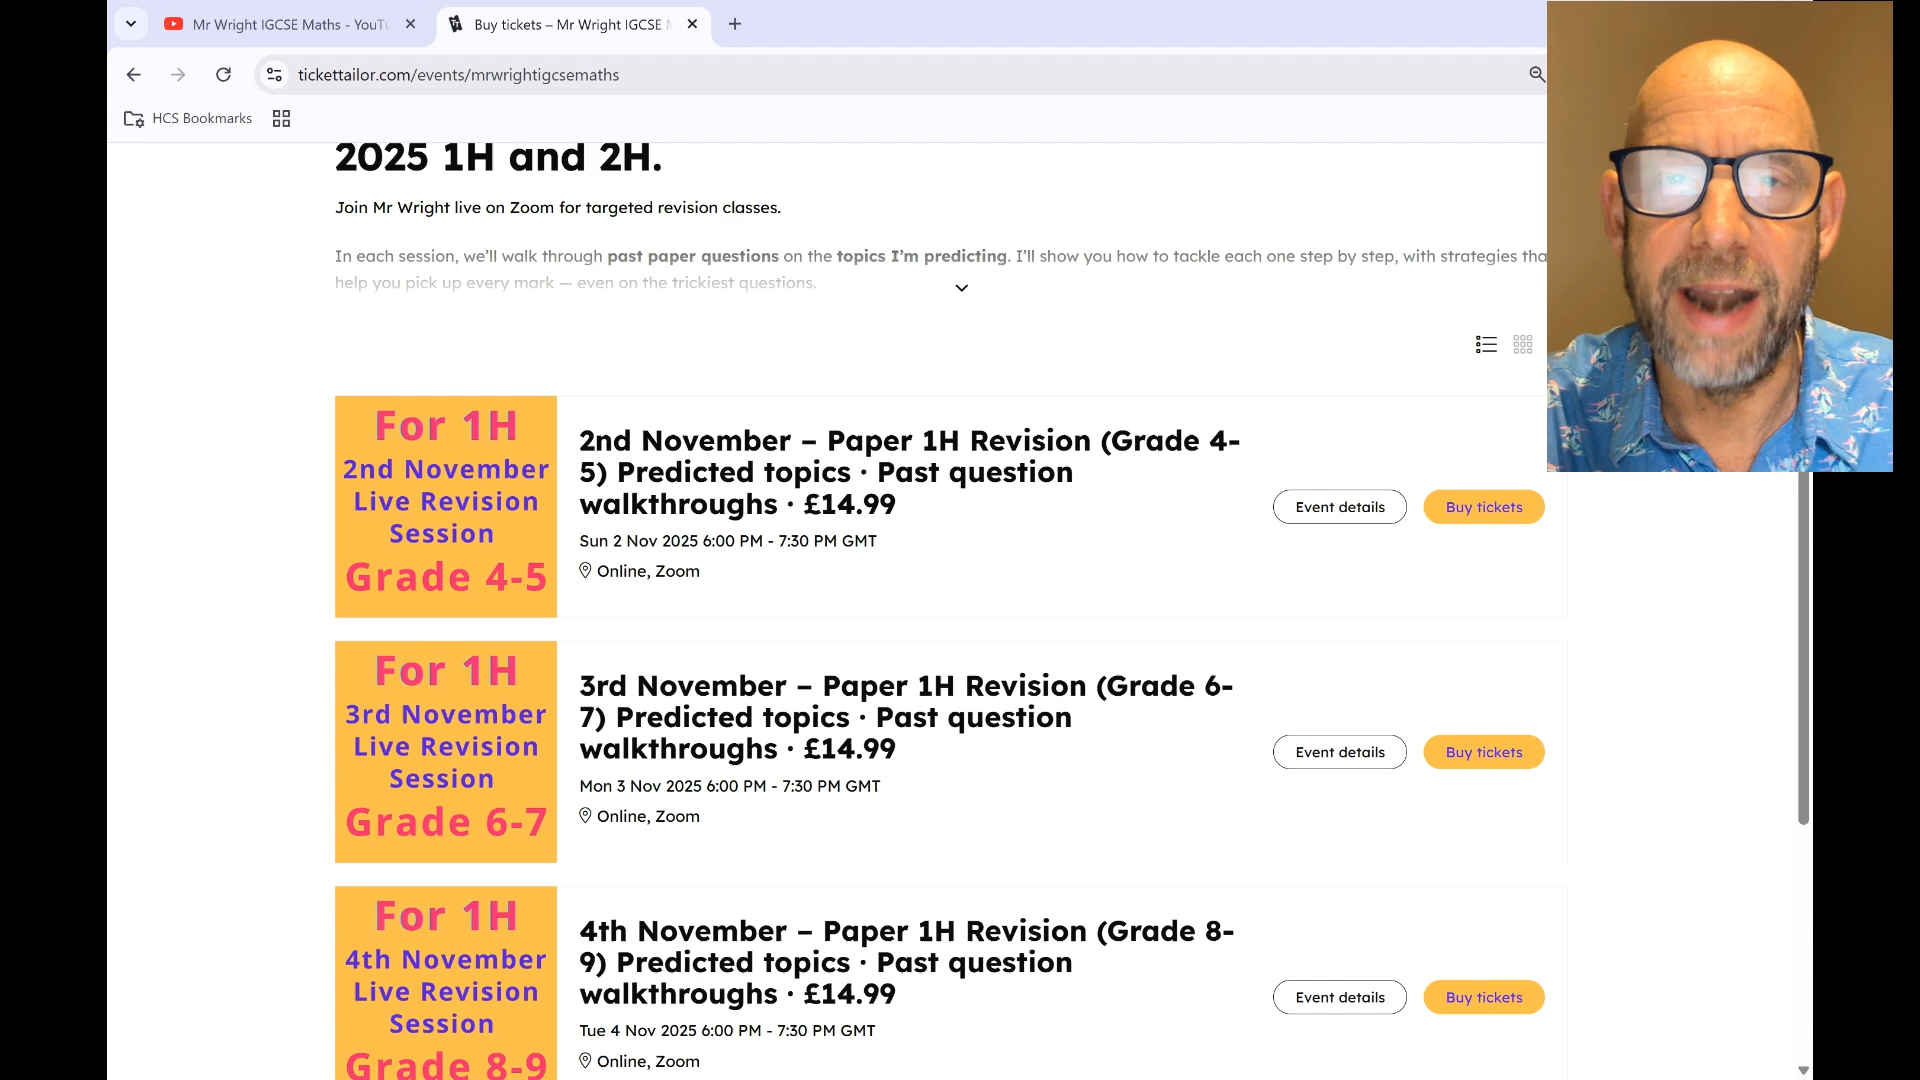 Mr Wright IGCSE Maths - YouTu
Buy tickets – Mr Wright IGCSE M
tickettailor.com/events/mrwrightigcsemaths
HCS Bookmarks
2025 1H and 2H.
Join Mr Wright live on Zoom for targeted revision classes.
In each session, we’ll walk through past paper questions on the topics I’m predicting. I’ll show you how to tackle each one step by step, with strategies tha
help you pick up every mark — even on the trickiest questions.
For 1H
2nd November
Live Revision
Session
Grade 4-5
2nd November – Paper 1H Revision (Grade 4-
5) Predicted topics · Past question
walkthroughs · £14.99
Sun 2 Nov 2025 6:00 PM - 7:30 PM GMT
Online, Zoom
Event details
Buy tickets
For 1H
3rd November
Live Revision
Session
Grade 6-7
3rd November – Paper 1H Revision (Grade 6-
7) Predicted topics · Past question
walkthroughs · £14.99
Mon 3 Nov 2025 6:00 PM - 7:30 PM GMT
Online, Zoom
Event details
Buy tickets
For 1H
4th November
Live Revision
Session
Grade 8-9
4th November – Paper 1H Revision (Grade 8-
9) Predicted topics · Past question
walkthroughs · £14.99
Tue 4 Nov 2025 6:00 PM - 7:30 PM GMT
Online, Zoom
Event details
Buy tickets